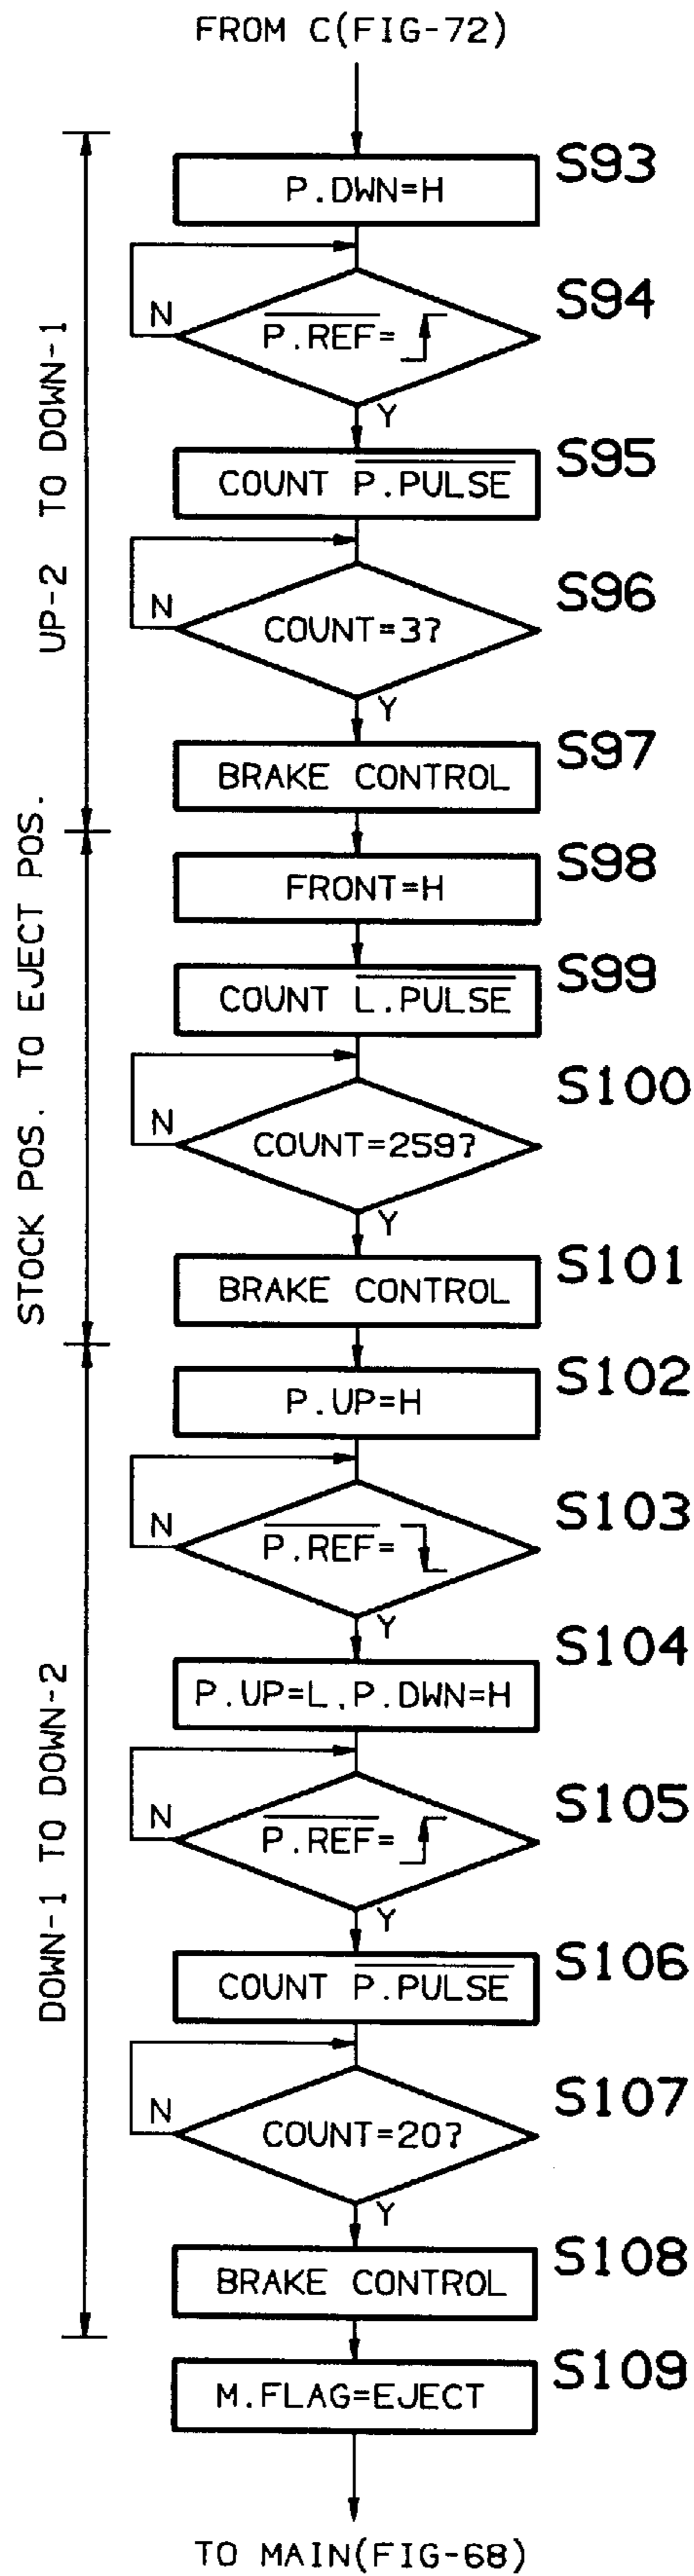 FROM C(FIG-72)
S93
P.DWN=H
S94
N
P.REF=
Y
S95
COUNT P.PULSE
S96
N
COUNT=3?
Y
S97
BRAKE CONTROL
UP-2 TO DOWN-1
S98
FRONT=H
S99
COUNT L.PULSE
S100
N
COUNT=259?
Y
S101
BRAKE CONTROL
STOCK POS. TO EJECT POS.
S102
P.UP=H
S103
N
P.REF=
Y
S104
P.UP=L,P.DWN=H
S105
N
P.REF=
Y
S106
COUNT P.PULSE
S107
N
COUNT=20?
Y
S108
BRAKE CONTROL
DOWN-1 TO DOWN-2
S109
M.FLAG=EJECT
TO MAIN(FIG-68)